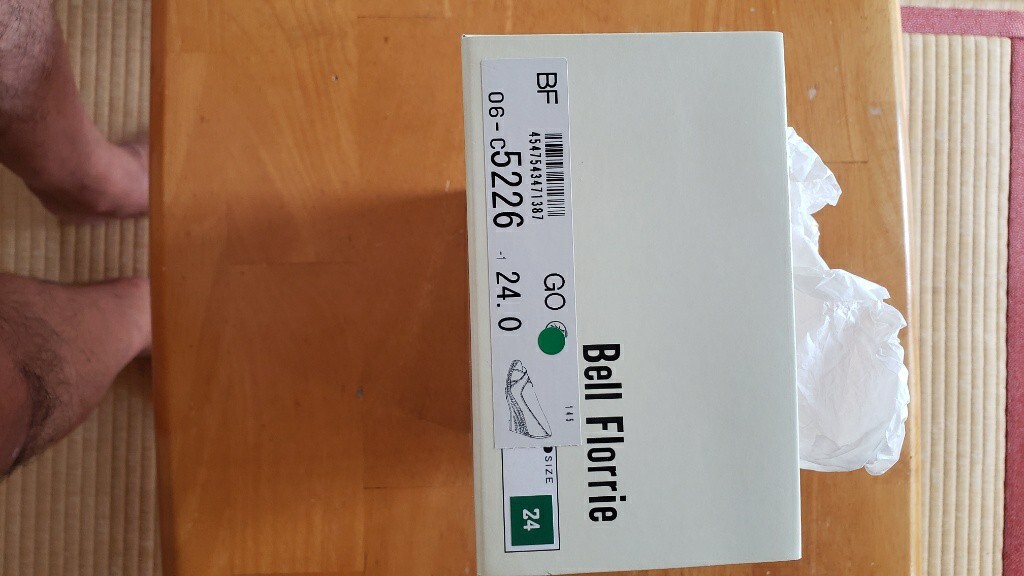 BF
4547543471387
GO
06-C5226 -1 24.0
145
SIZE
24
Bell Florrie